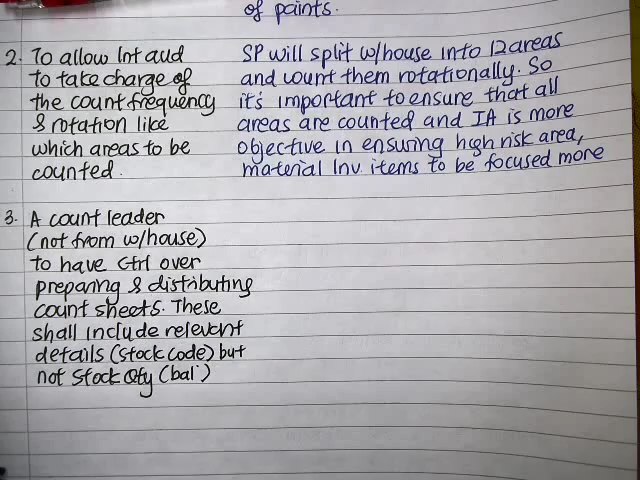 of paints.
2. To allow Int aud
to take charge of
the count frequency
& rotation like
which areas to be
counted.
SP will split w/house into 12 areas
and count them rotationally. So
it's important to ensure that all
areas are counted and IA is more
objective in ensuring high risk area,
material Inv. items to be focused more
3. A count leader
(not from w/house)
to have ctrl over
preparing & distributing
count sheets. These
shall include relevent
details (stock code) but
not stock Qty (bal)